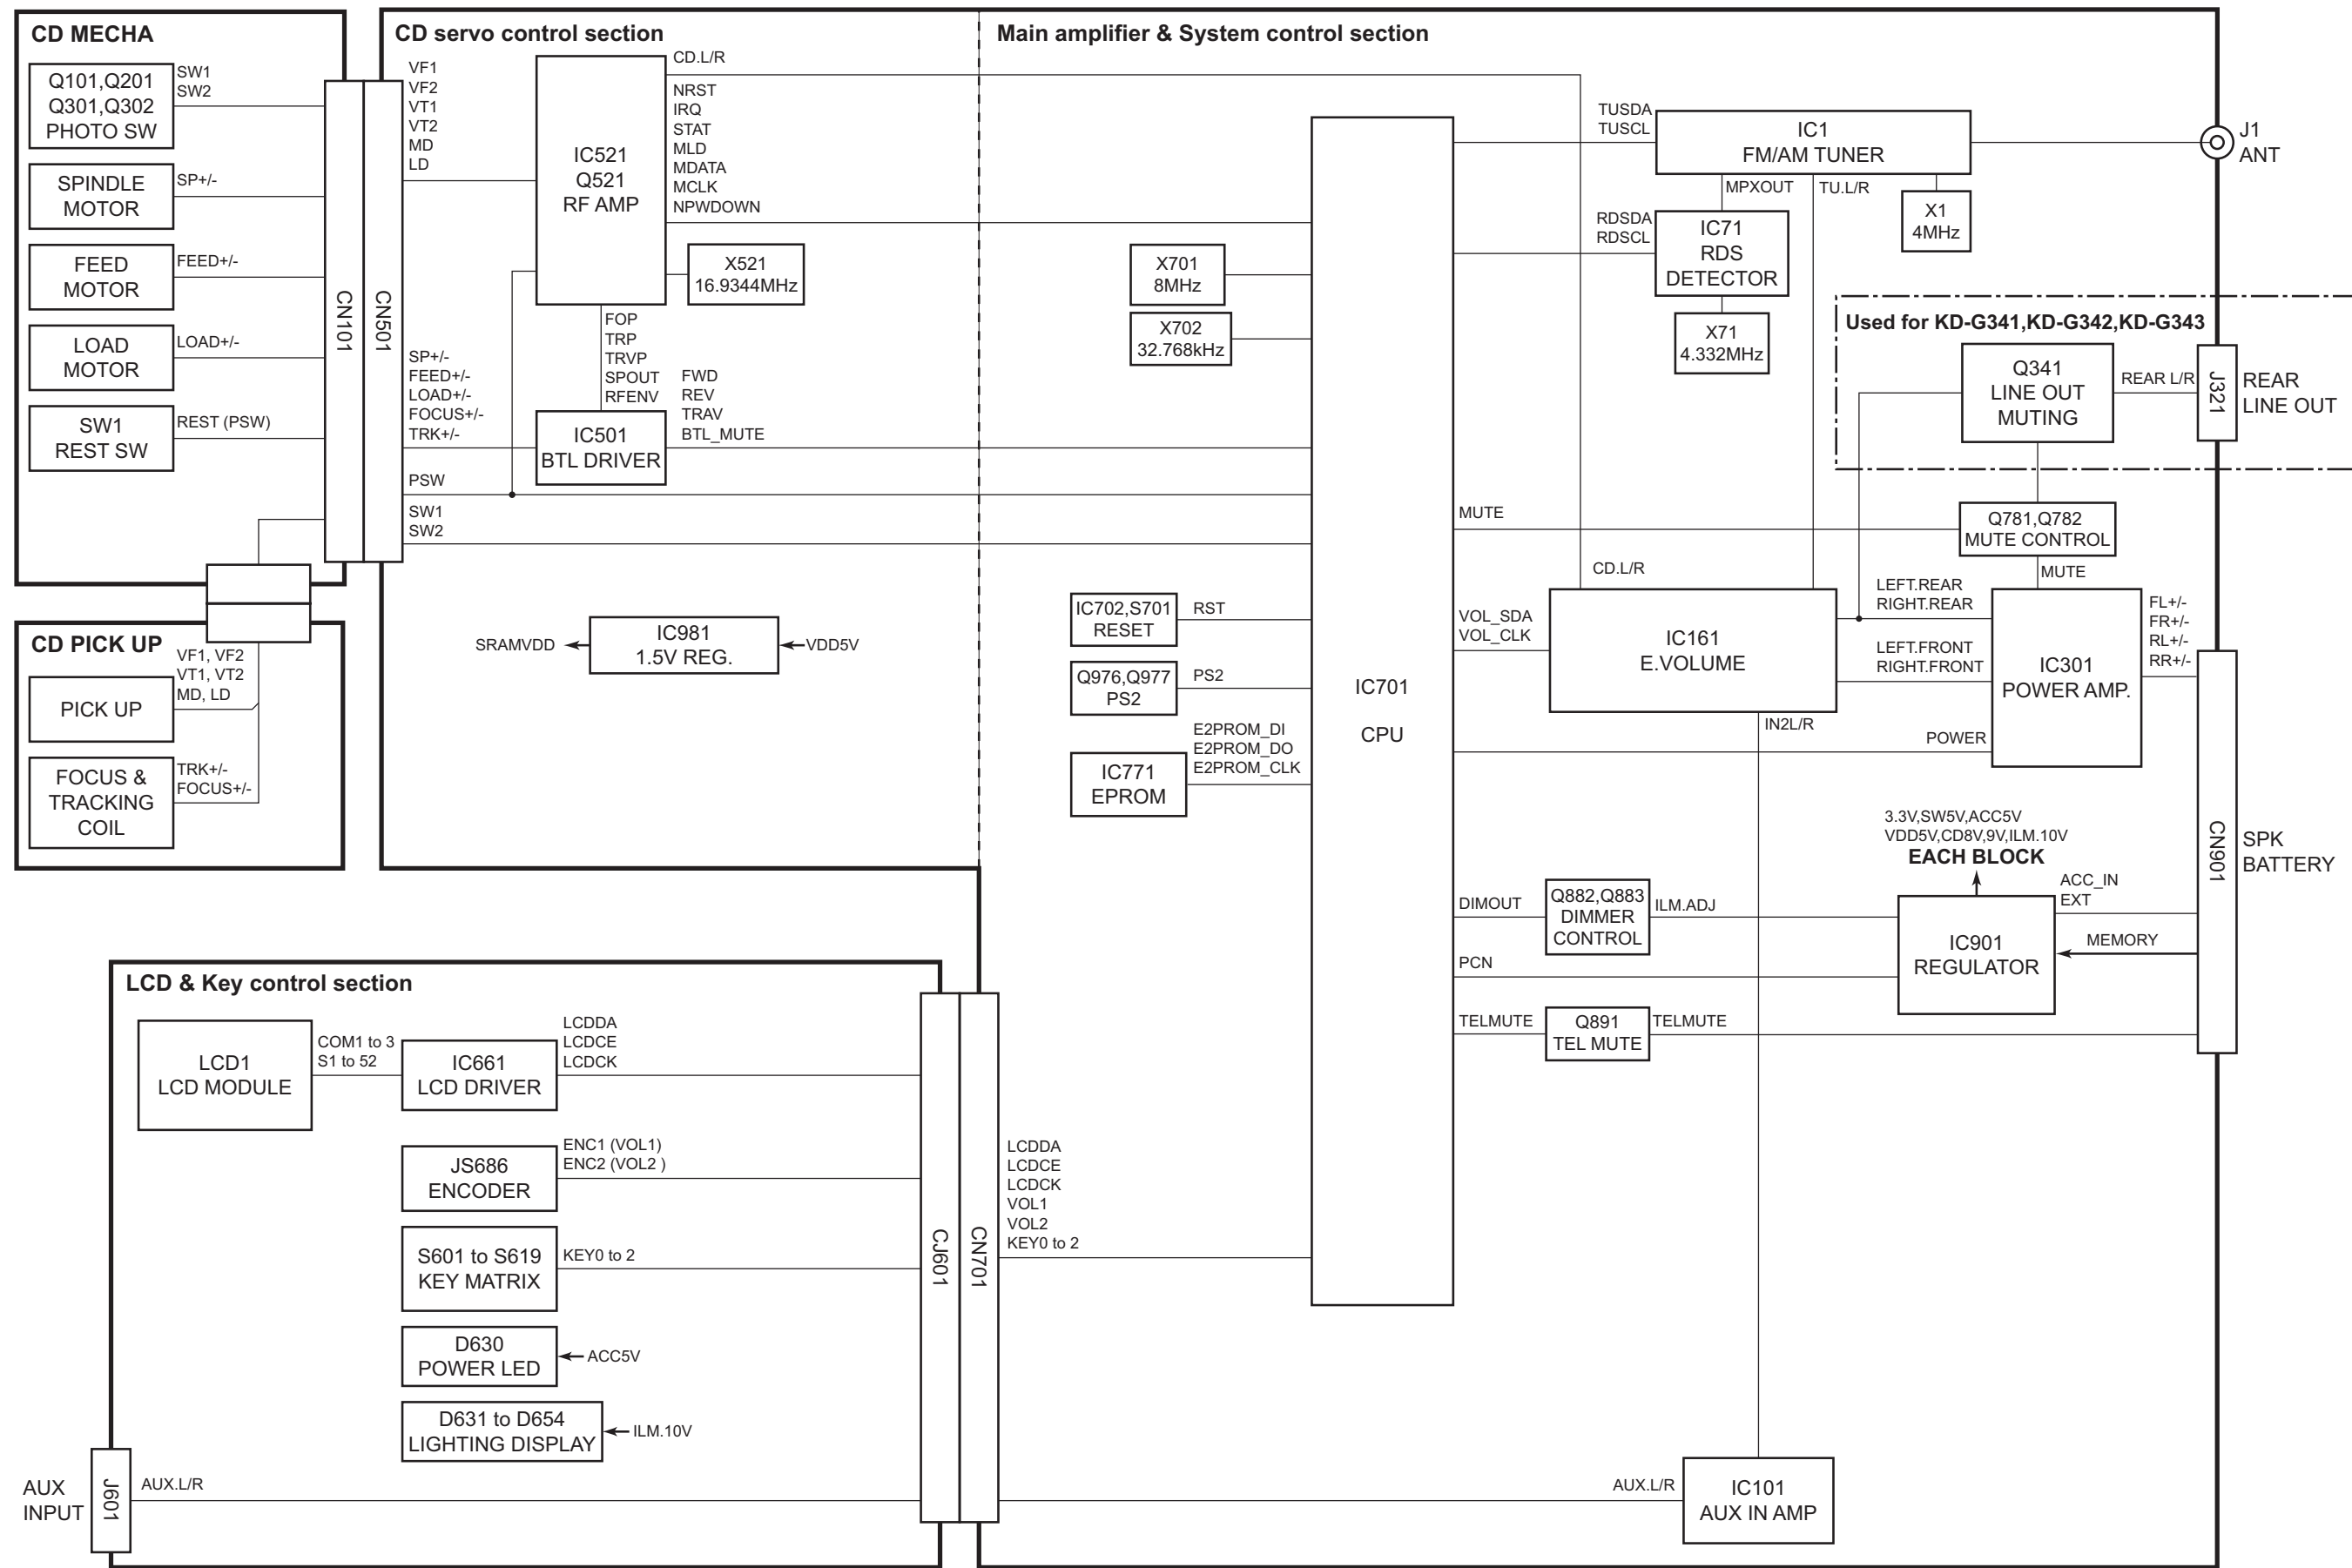 CD MECHA
Q101,Q201
Q301,Q302
PHOTO SW
SW1
SW2
SPINDLE
MOTOR
SP+/-
FEED
MOTOR
FEED+/-
LOAD
MOTOR
LOAD+/-
SW1
REST SW
REST (PSW)
CN101
CN501
CD PICK UP
VF1, VF2
VT1, VT2
MD, LD
PICK UP
FOCUS &
TRACKING
COIL
TRK+/-
FOCUS+/-
CD servo control section
VF1
VF2
VT1
VT2
MD
LD
IC521
Q521
RF AMP
CD.L/R
NRST
IRQ
STAT
MLD
MDATA
MCLK
NPWDOWN
X521
16.9344MHz
FOP
TRP
TRVP
SPOUT
RFENV
SP+/-
FEED+/-
LOAD+/-
FOCUS+/-
TRK+/-
IC501
BTL DRIVER
FWD
REV
TRAV
BTL_MUTE
PSW
SW1
SW2
SRAMVDD
IC981
1.5V REG.
VDD5V
Main amplifier & System control section
X701
8MHz
X702
32.768kHz
IC702,S701
RESET
RST
Q976,Q977
PS2
PS2
IC771
EPROM
E2PROM_DI
E2PROM_DO
E2PROM_CLK
IC701
CPU
TUSDA
TUSCL
IC1
FM/AM TUNER
J1
ANT
MPXOUT
TU.L/R
X1
4MHz
RDSDA
RDSCL
IC71
RDS
DETECTOR
X71
4.332MHz
Used for KD-G341,KD-G342,KD-G343
Q341
LINE OUT
MUTING
REAR L/R
J321
REAR
LINE OUT
MUTE
Q781,Q782
MUTE CONTROL
MUTE
CD.L/R
VOL_SDA
VOL_CLK
IC161
E.VOLUME
LEFT.REAR
RIGHT.REAR
LEFT.FRONT
RIGHT.FRONT
IC301
POWER AMP.
FL+/-
FR+/-
RL+/-
RR+/-
IN2L/R
POWER
3.3V,SW5V,ACC5V
VDD5V,CD8V,9V,ILM.10V
EACH BLOCK
CN901
SPK
BATTERY
DIMOUT
Q882,Q883
DIMMER
CONTROL
ILM.ADJ
IC901
REGULATOR
ACC_IN
EXT
MEMORY
PCN
TELMUTE
Q891
TEL MUTE
TELMUTE
LCD & Key control section
LCD1
LCD MODULE
COM1 to 3
S1 to 52
IC661
LCD DRIVER
LCDDA
LCDCE
LCDCK
JS686
ENCODER
ENC1 (VOL1)
ENC2 (VOL2 )
S601 to S619
KEY MATRIX
KEY0 to 2
D630
POWER LED
ACC5V
D631 to D654
LIGHTING DISPLAY
ILM.10V
CJ601
CN701
LCDDA
LCDCE
LCDCK
VOL1
VOL2
KEY0 to 2
AUX
INPUT
J601
AUX.L/R
AUX.L/R
IC101
AUX IN AMP